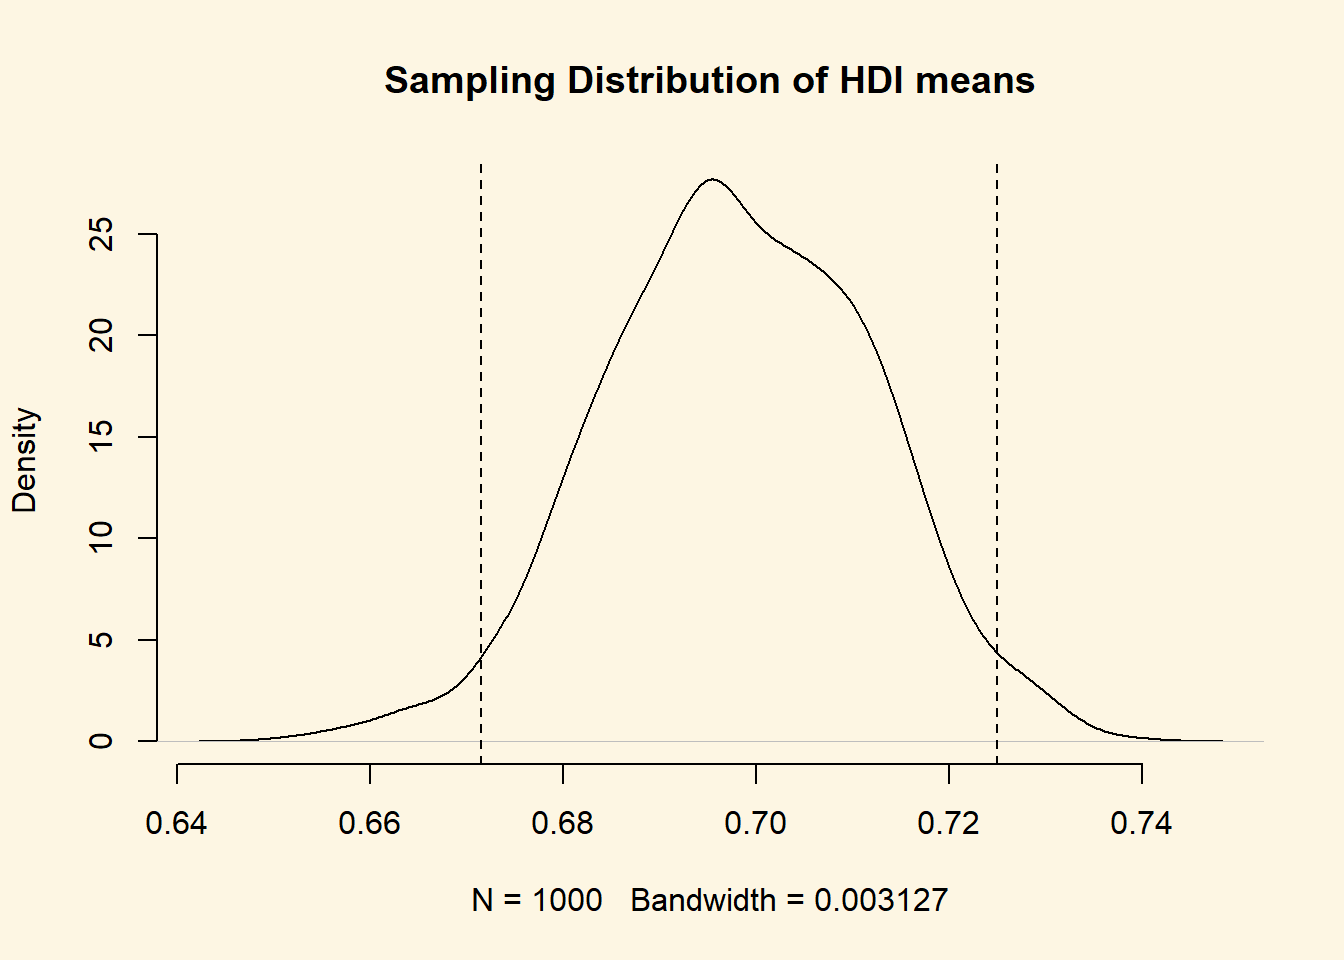 Sampling Distribution of HDI means
Density
25
20
15
10
5
0
0.64 0.66 0.68 0.70 0.72 0.74
N = 1000 Bandwidth = 0.003127